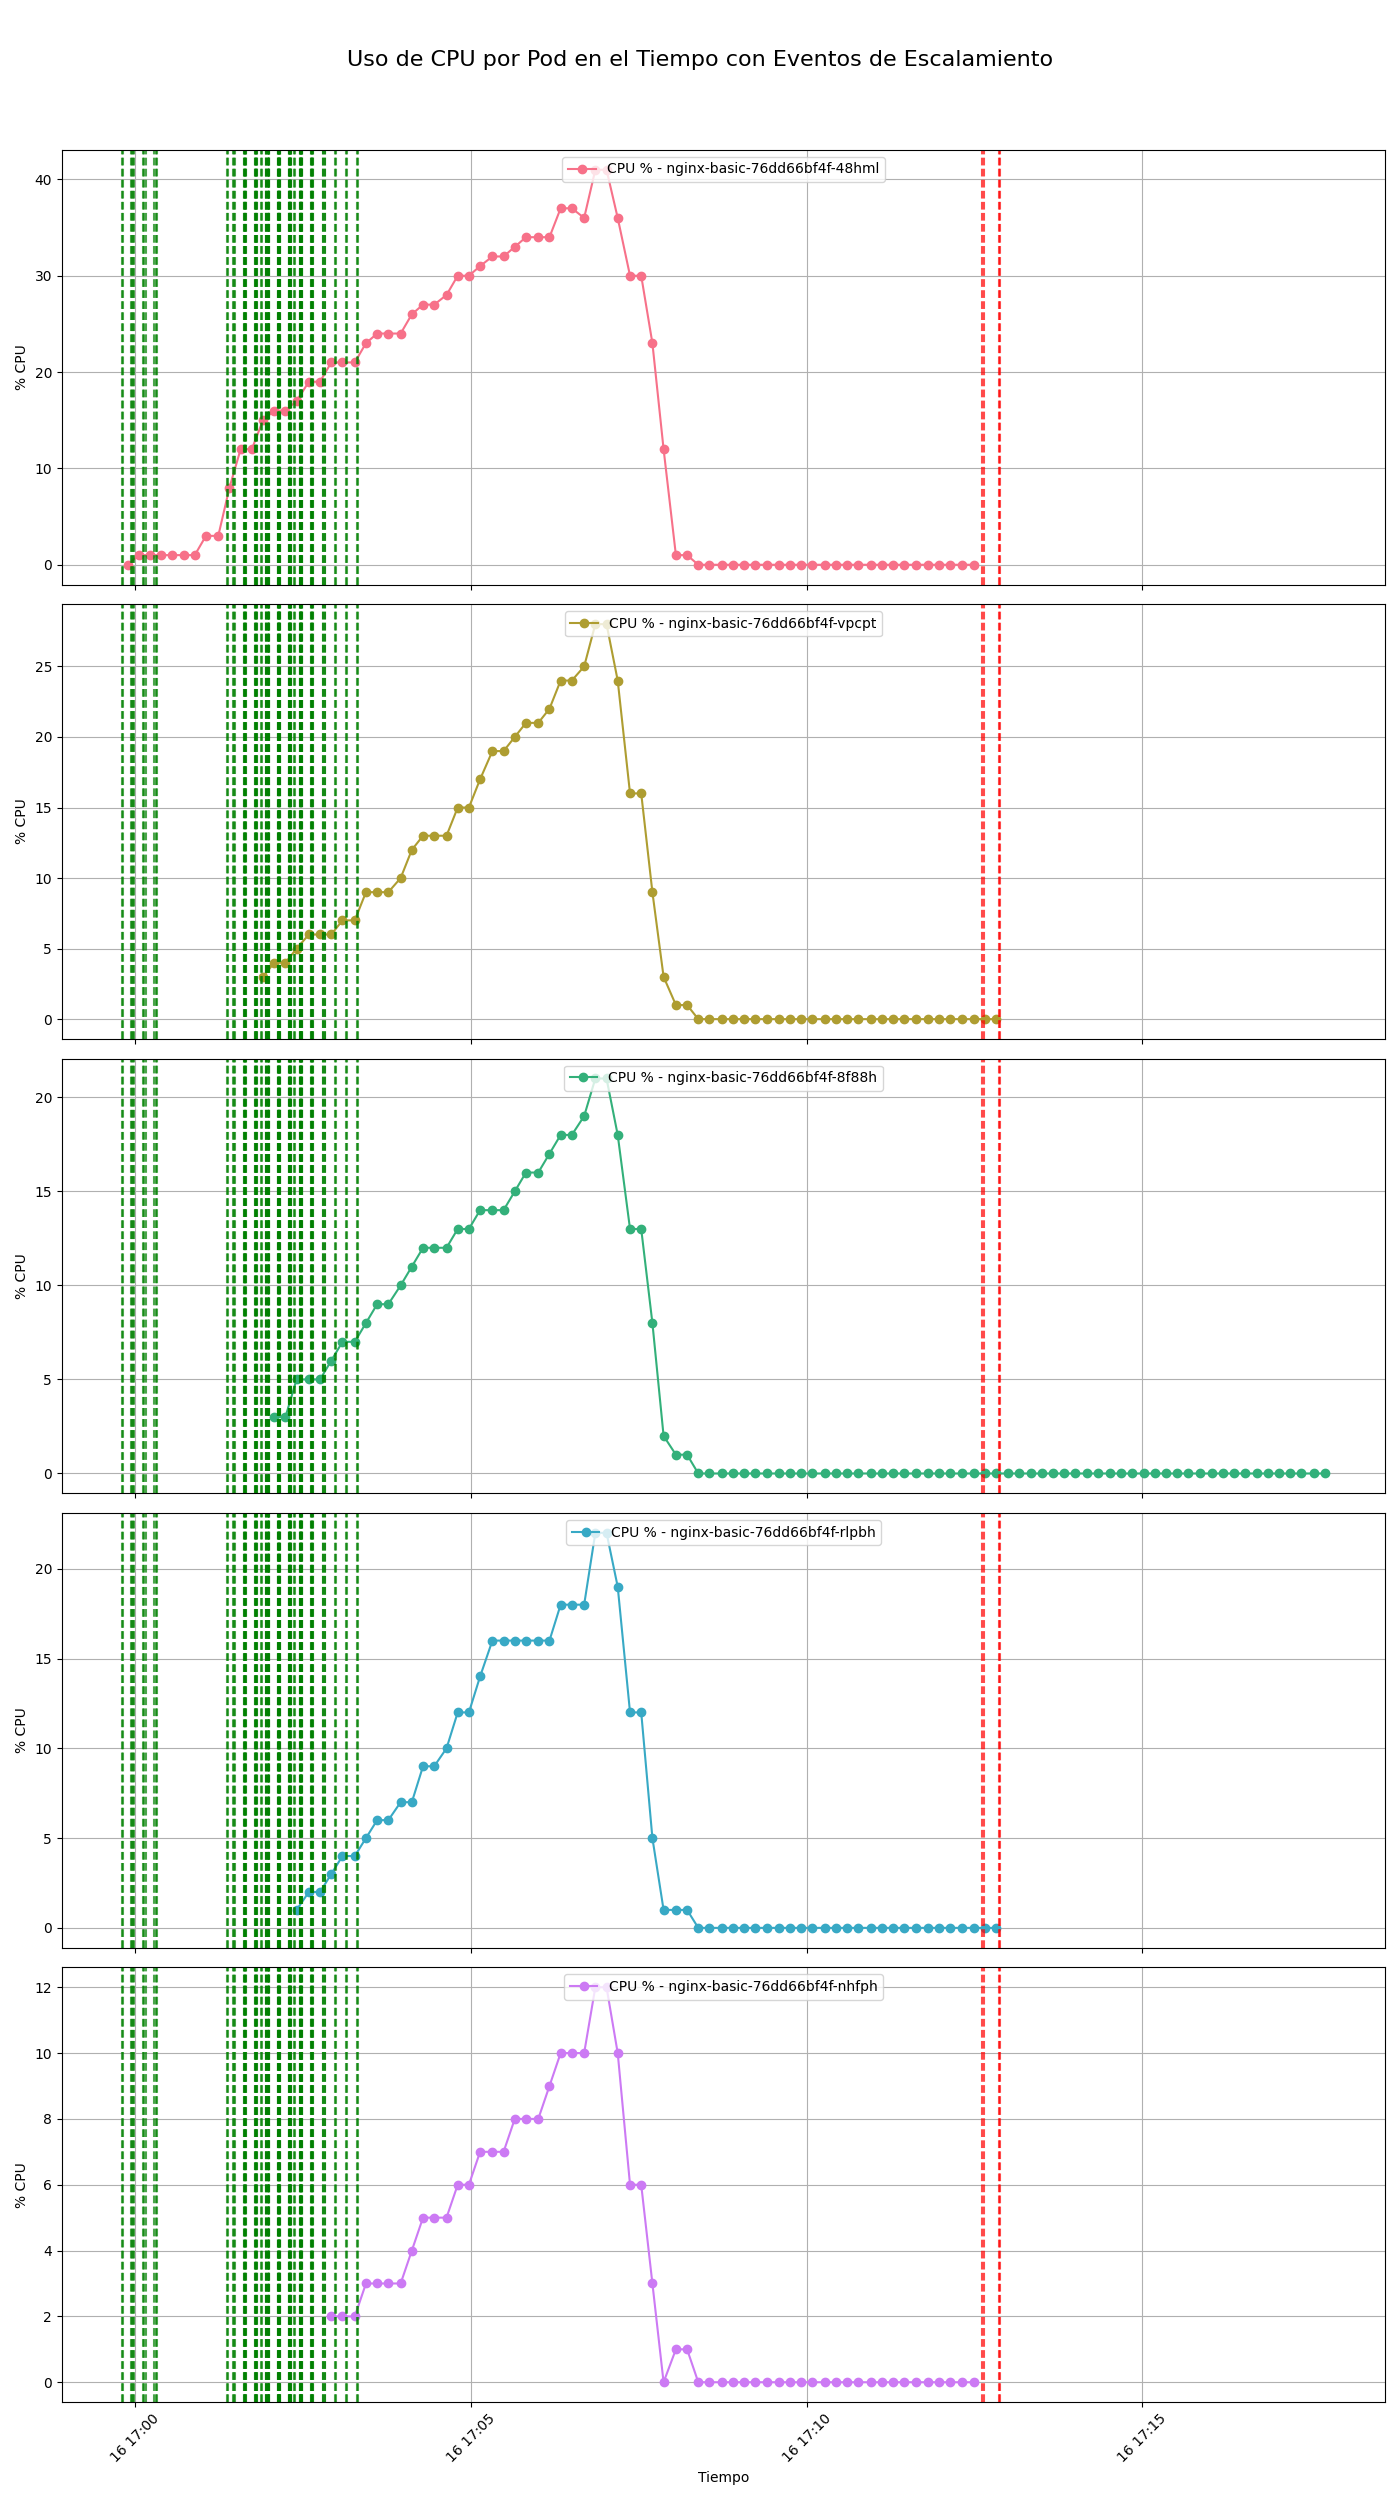 Uso de CPU por Pod en el Tiempo con Eventos de Escalamiento
CPU % - nginx-basic-76dd66bf4f-48hml
40
30
20
10
0
% CPU
CPU % - nginx-basic-76dd66bf4f-vpcpt
25
20
15
10
5
0
% CPU
CPU % - nginx-basic-76dd66bf4f-8f88h
20
15
10
5
0
% CPU
CPU % - nginx-basic-76dd66bf4f-rlpbh
20
15
10
5
0
% CPU
CPU % - nginx-basic-76dd66bf4f-nhfph
12
10
8
6
4
2
0
% CPU
16 17:00
16 17:05
16 17:10
16 17:15
Tiempo